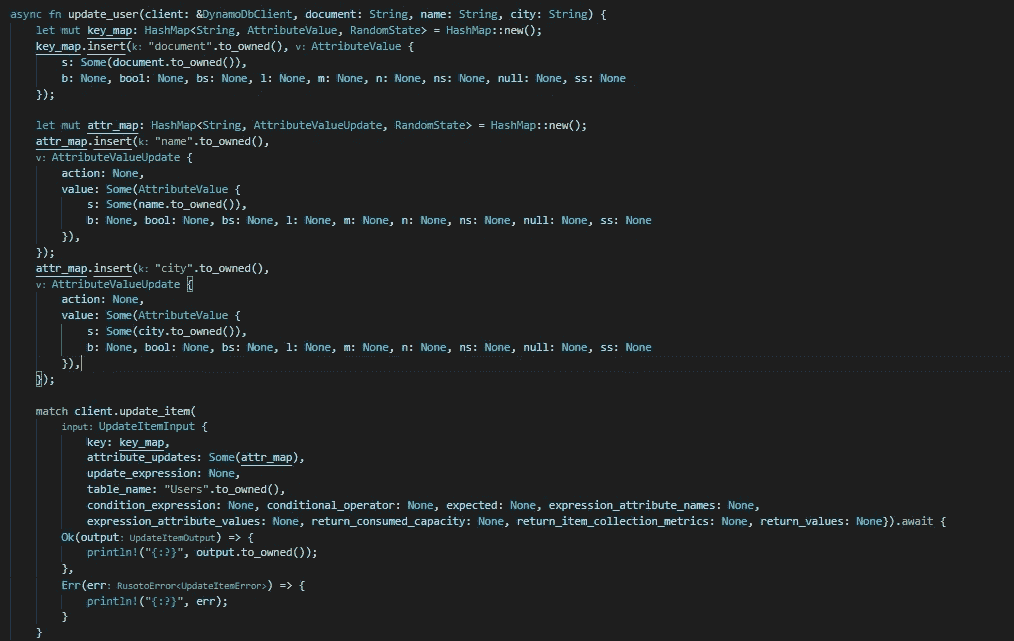 async fn update_user(client: &DynamoDbClient, document: String, name: String, city: String) {
let mut key_map: HashMap<String, AttributeValue, RandomState> = HashMap::new();
key_map.insert(k: "document".to_owned(), v: AttributeValue {
s: Some(document.to_owned()),
b: None, bool: None, bs: None, l: None, m: None, n: None, ns: None, null: None, ss: None
});
let mut attr_map: HashMap<String, AttributeValueUpdate, RandomState> = HashMap::new();
attr_map.insert(k: "name".to_owned(),
v: AttributeValueUpdate {
action: None,
value: Some(AttributeValue {
s: Some(name.to_owned()),
b: None, bool: None, bs: None, l: None, m: None, n: None, ns: None, null: None, ss: None
}),
});
attr_map.insert(k: "city".to_owned(),
v: AttributeValueUpdate {
action: None,
value: Some(AttributeValue {
s: Some(city.to_owned()),
b: None, bool: None, bs: None, l: None, m: None, n: None, ns: None, null: None, ss: None
}),
});
match client.update_item(
input: UpdateItemInput {
key: key_map,
attribute_updates: Some(attr_map),
update_expression: None,
table_name: "Users".to_owned(),
condition_expression: None, conditional_operator: None, expected: None, expression_attribute_names: None,
expression_attribute_values: None, return_consumed_capacity: None, return_item_collection_metrics: None, return_values: None}).await {
Ok(output: UpdateItemOutput) => {
println!("{:?}", output.to_owned());
},
Err(err: RusotoError<UpdateItemError>) => {
println!("{:?}", err);
}
}